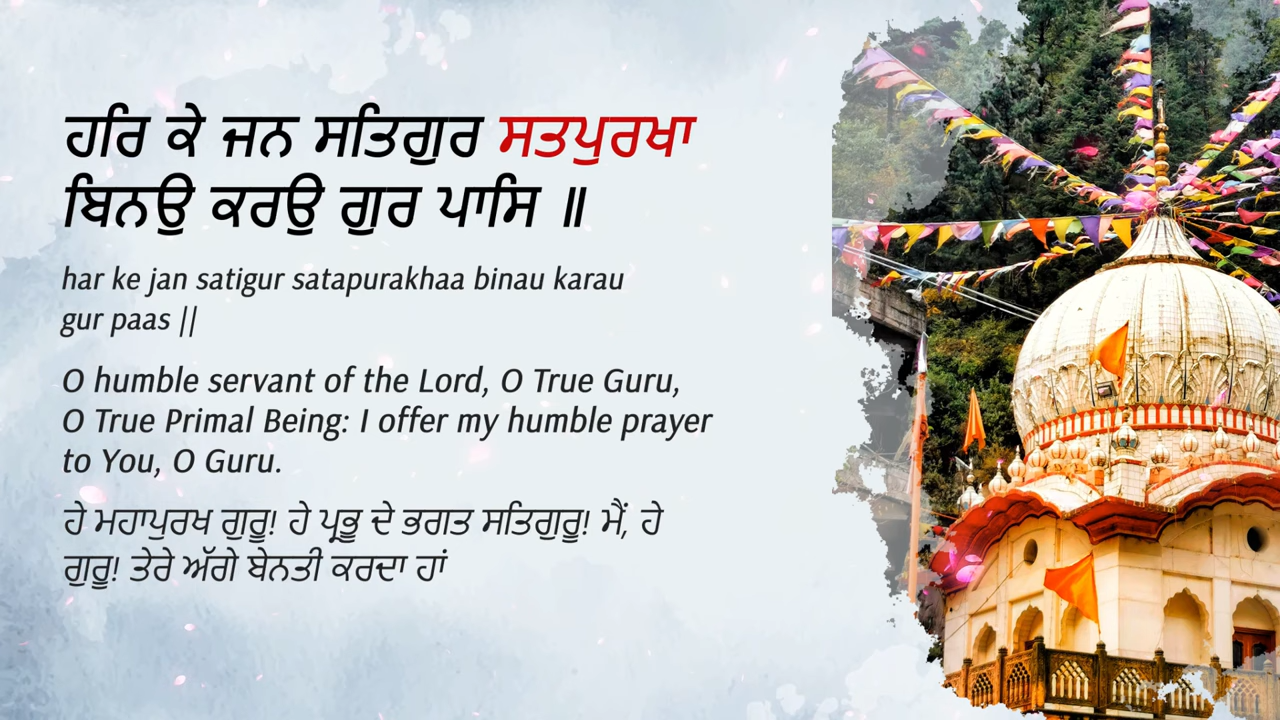 ਹਰਿ ਕੇ ਜਨ ਸਤਿਗੁਰ ਸਤਪੁਰਖਾ
ਬਿਨਉ ਕਰਉ ਗੁਰ ਪਾਸਿ ॥
har ke jan satigur satapurakhaa binau karau
gur paas ||
O humble servant of the Lord, O True Guru,
O True Primal Being: I offer my humble prayer
to You, O Guru.
ਹੇ ਮਹਾਪੁਰਖ ਗੁਰੂ! ਹੇ ਪ੍ਰਭੂ ਦੇ ਭਗਤ ਸਤਿਗੁਰੂ! ਮੈਂ, ਹੇ
ਗੁਰੂ! ਤੇਰੇ ਅੱਗੇ ਬੇਨਤੀ ਕਰਦਾ ਹਾਂ